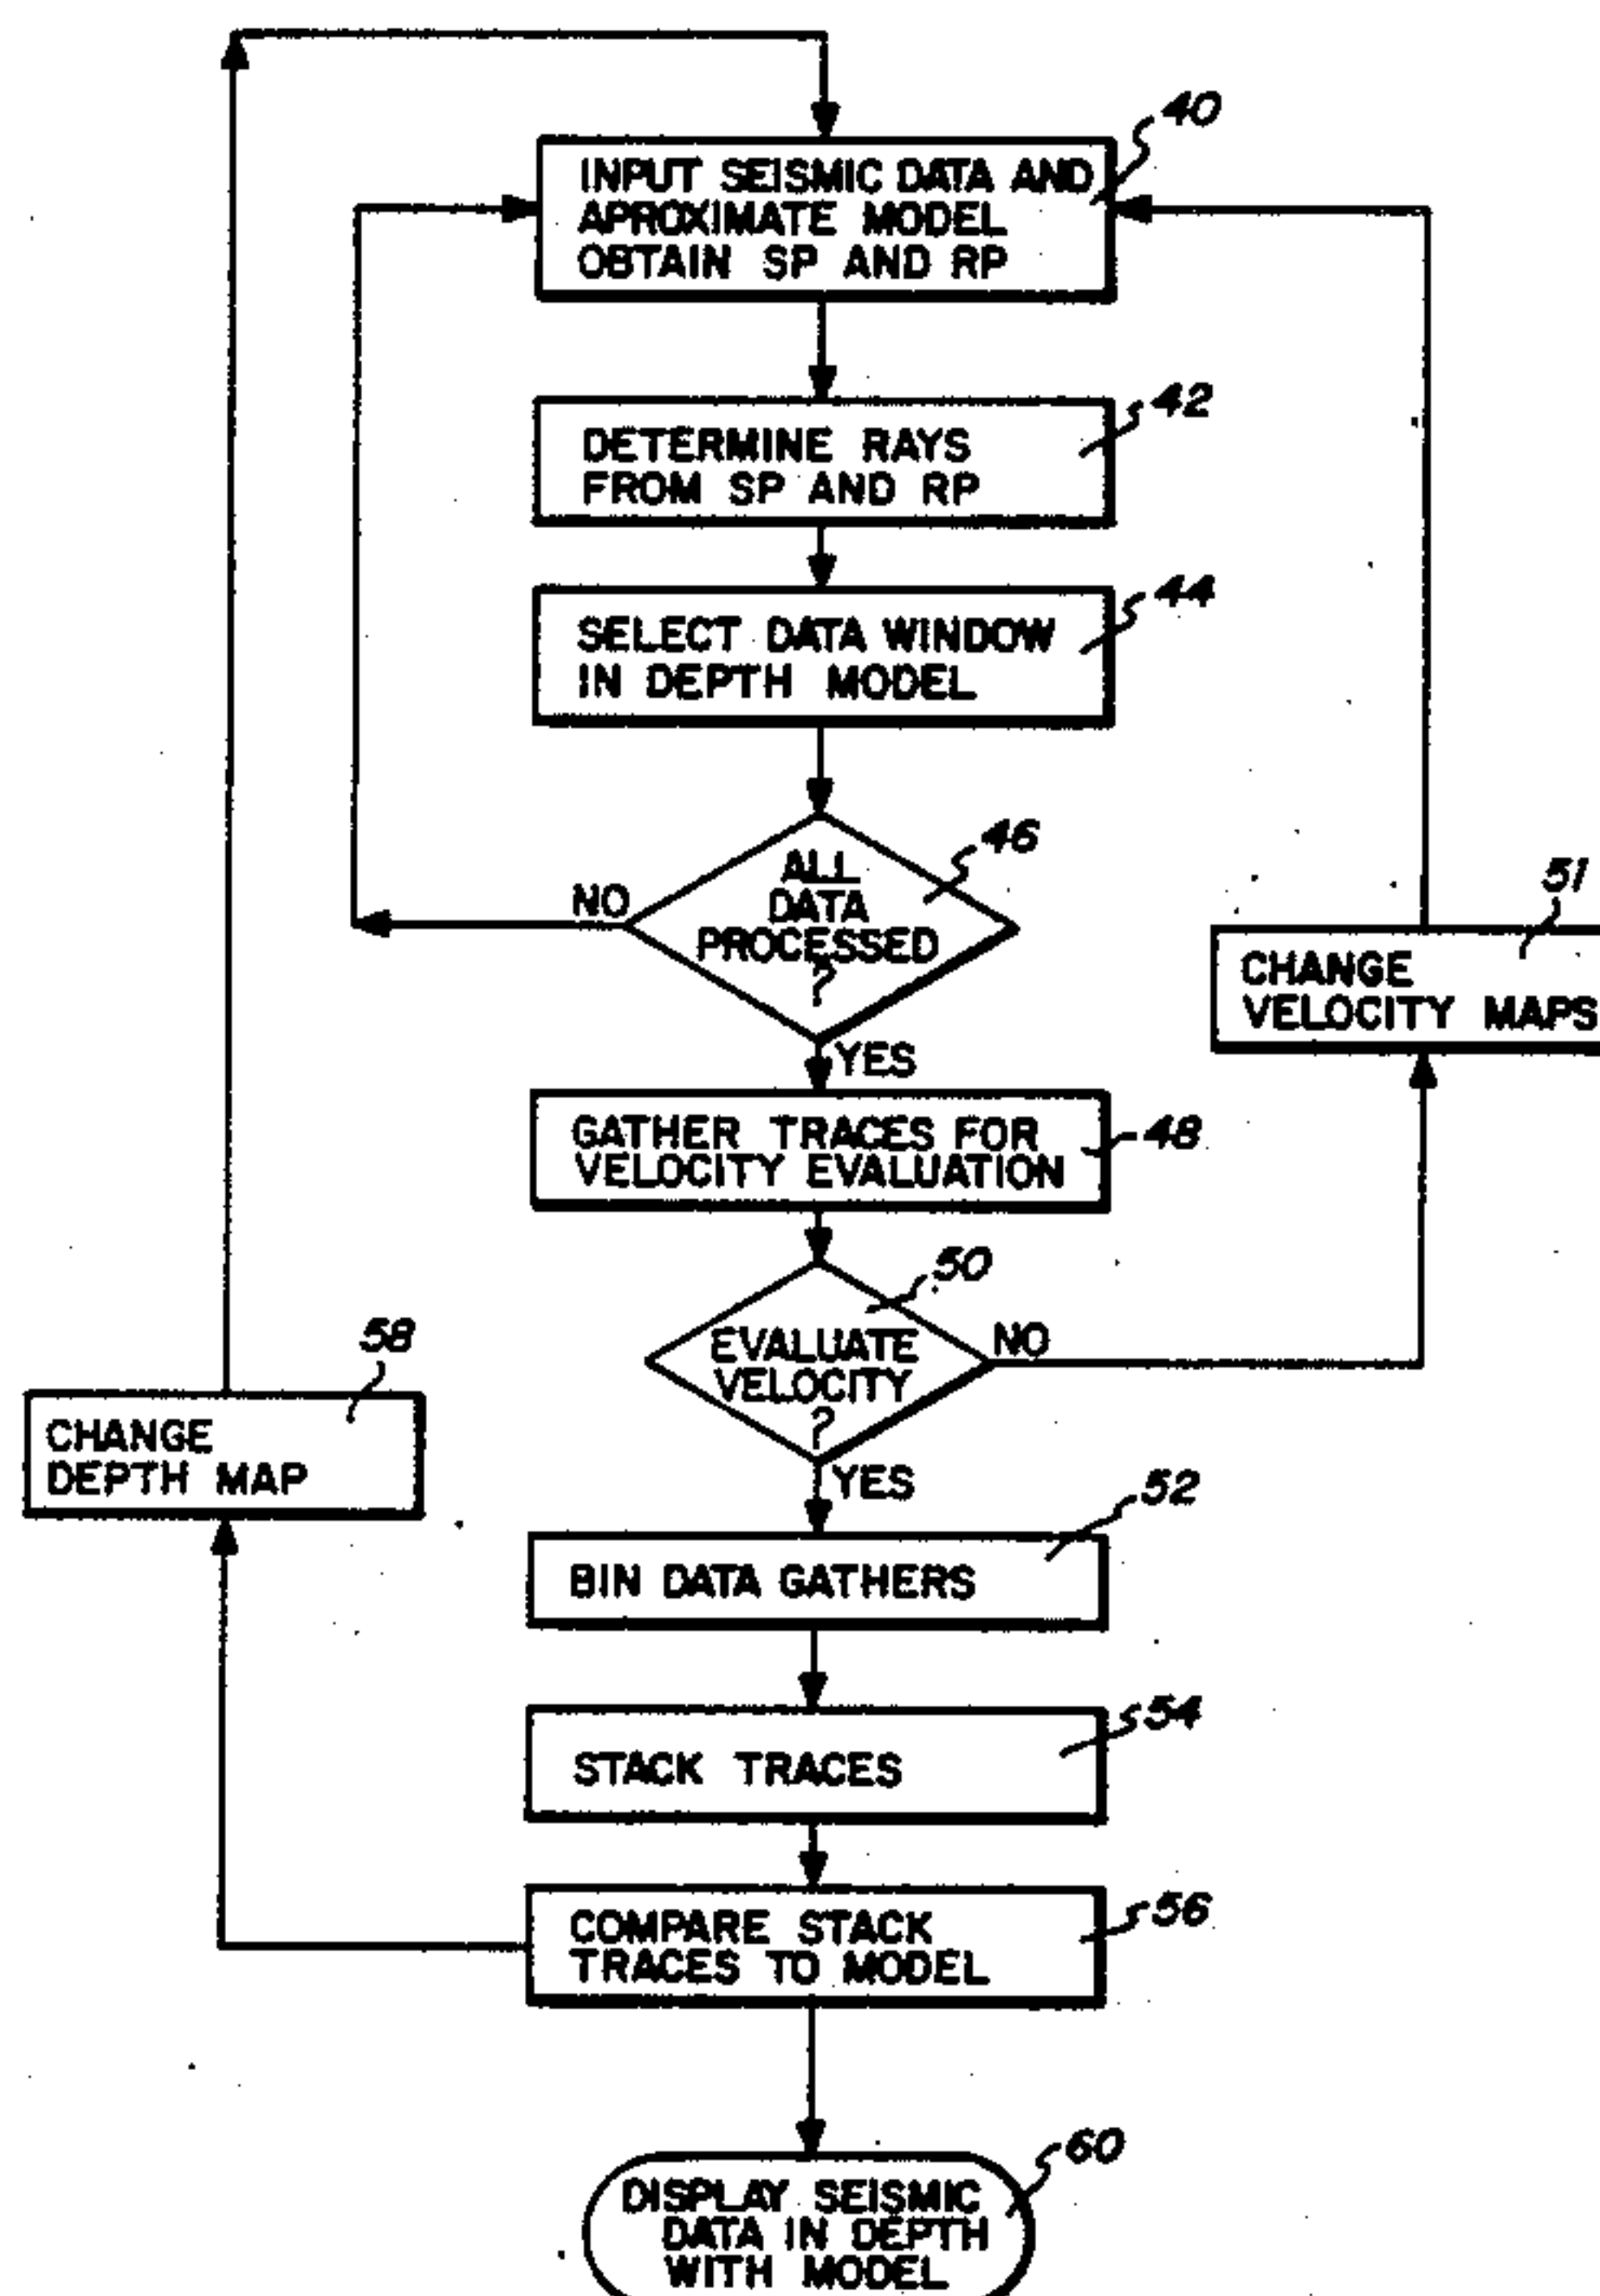 40
INPUT SEISMIC DATA AND
APROXIMATE MODEL
OBTAIN SP AND RP
42
DETERMINE RAYS
FROM SP AND RP
44
SELECT DATA WINDOW
IN DEPTH MODEL
46
ALL
DATA
PROCESSED
?
NO
YES
51
CHANGE
VELOCITY MAPS
48
GATHER TRACES FOR
VELOCITY EVALUATION
50
EVALUATE
VELOCITY
?
NO
YES
58
CHANGE
DEPTH MAP
52
BIN DATA GATHERS
54
STACK TRACES
56
COMPARE STACK
TRACES TO MODEL
60
DISPLAY SEISMIC
DATA IN DEPTH
WITH MODEL